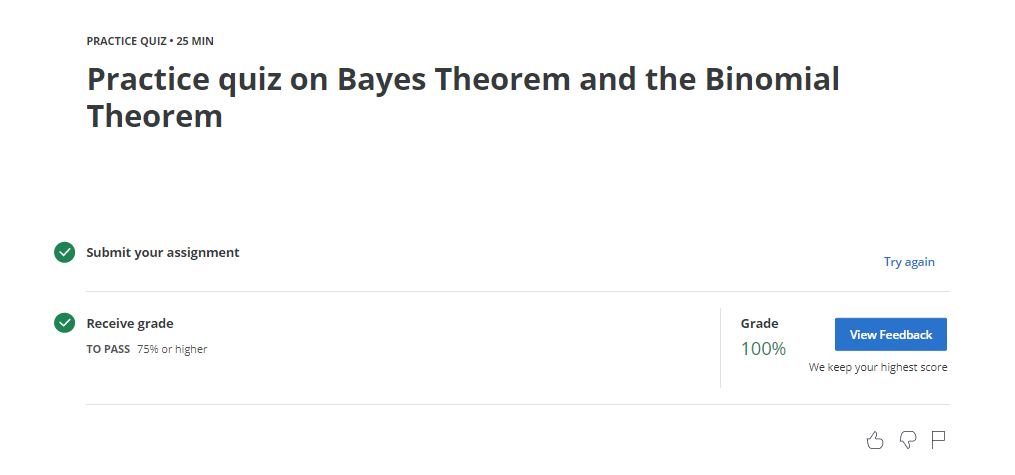 PRACTICE QUIZ • 25 MIN
Practice quiz on Bayes Theorem and the Binomial
Theorem
Submit your assignment
Try again
Receive grade
TO PASS 75% or higher
Grade
100%
View Feedback
We keep your highest score